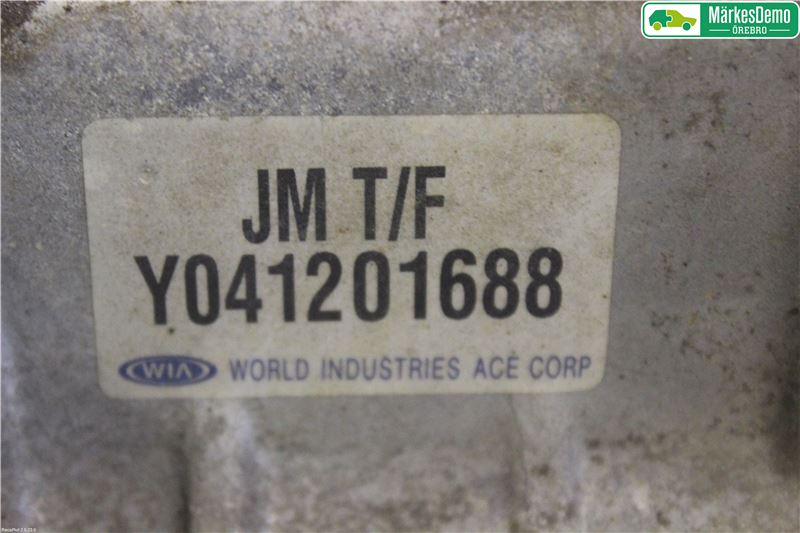 MärkesDemo
ÖREBRO
JM T/F
Y041201688
WIA WORLD INDUSTRIES ACE CORP